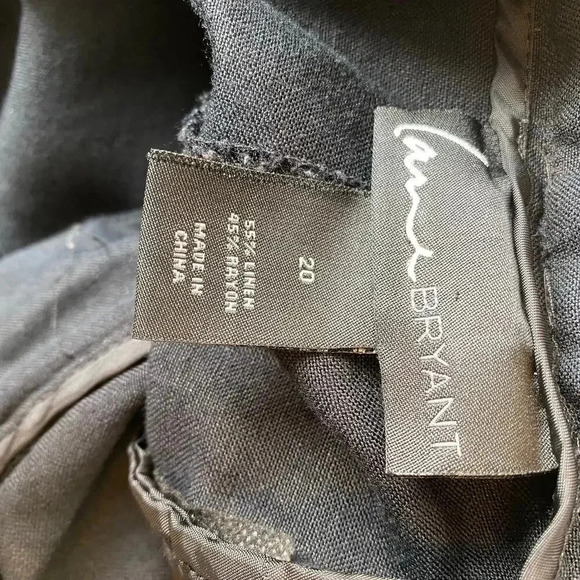 Lane
BRYANT
20
55% LINEN
45% RAYON
MADE IN
CHINA